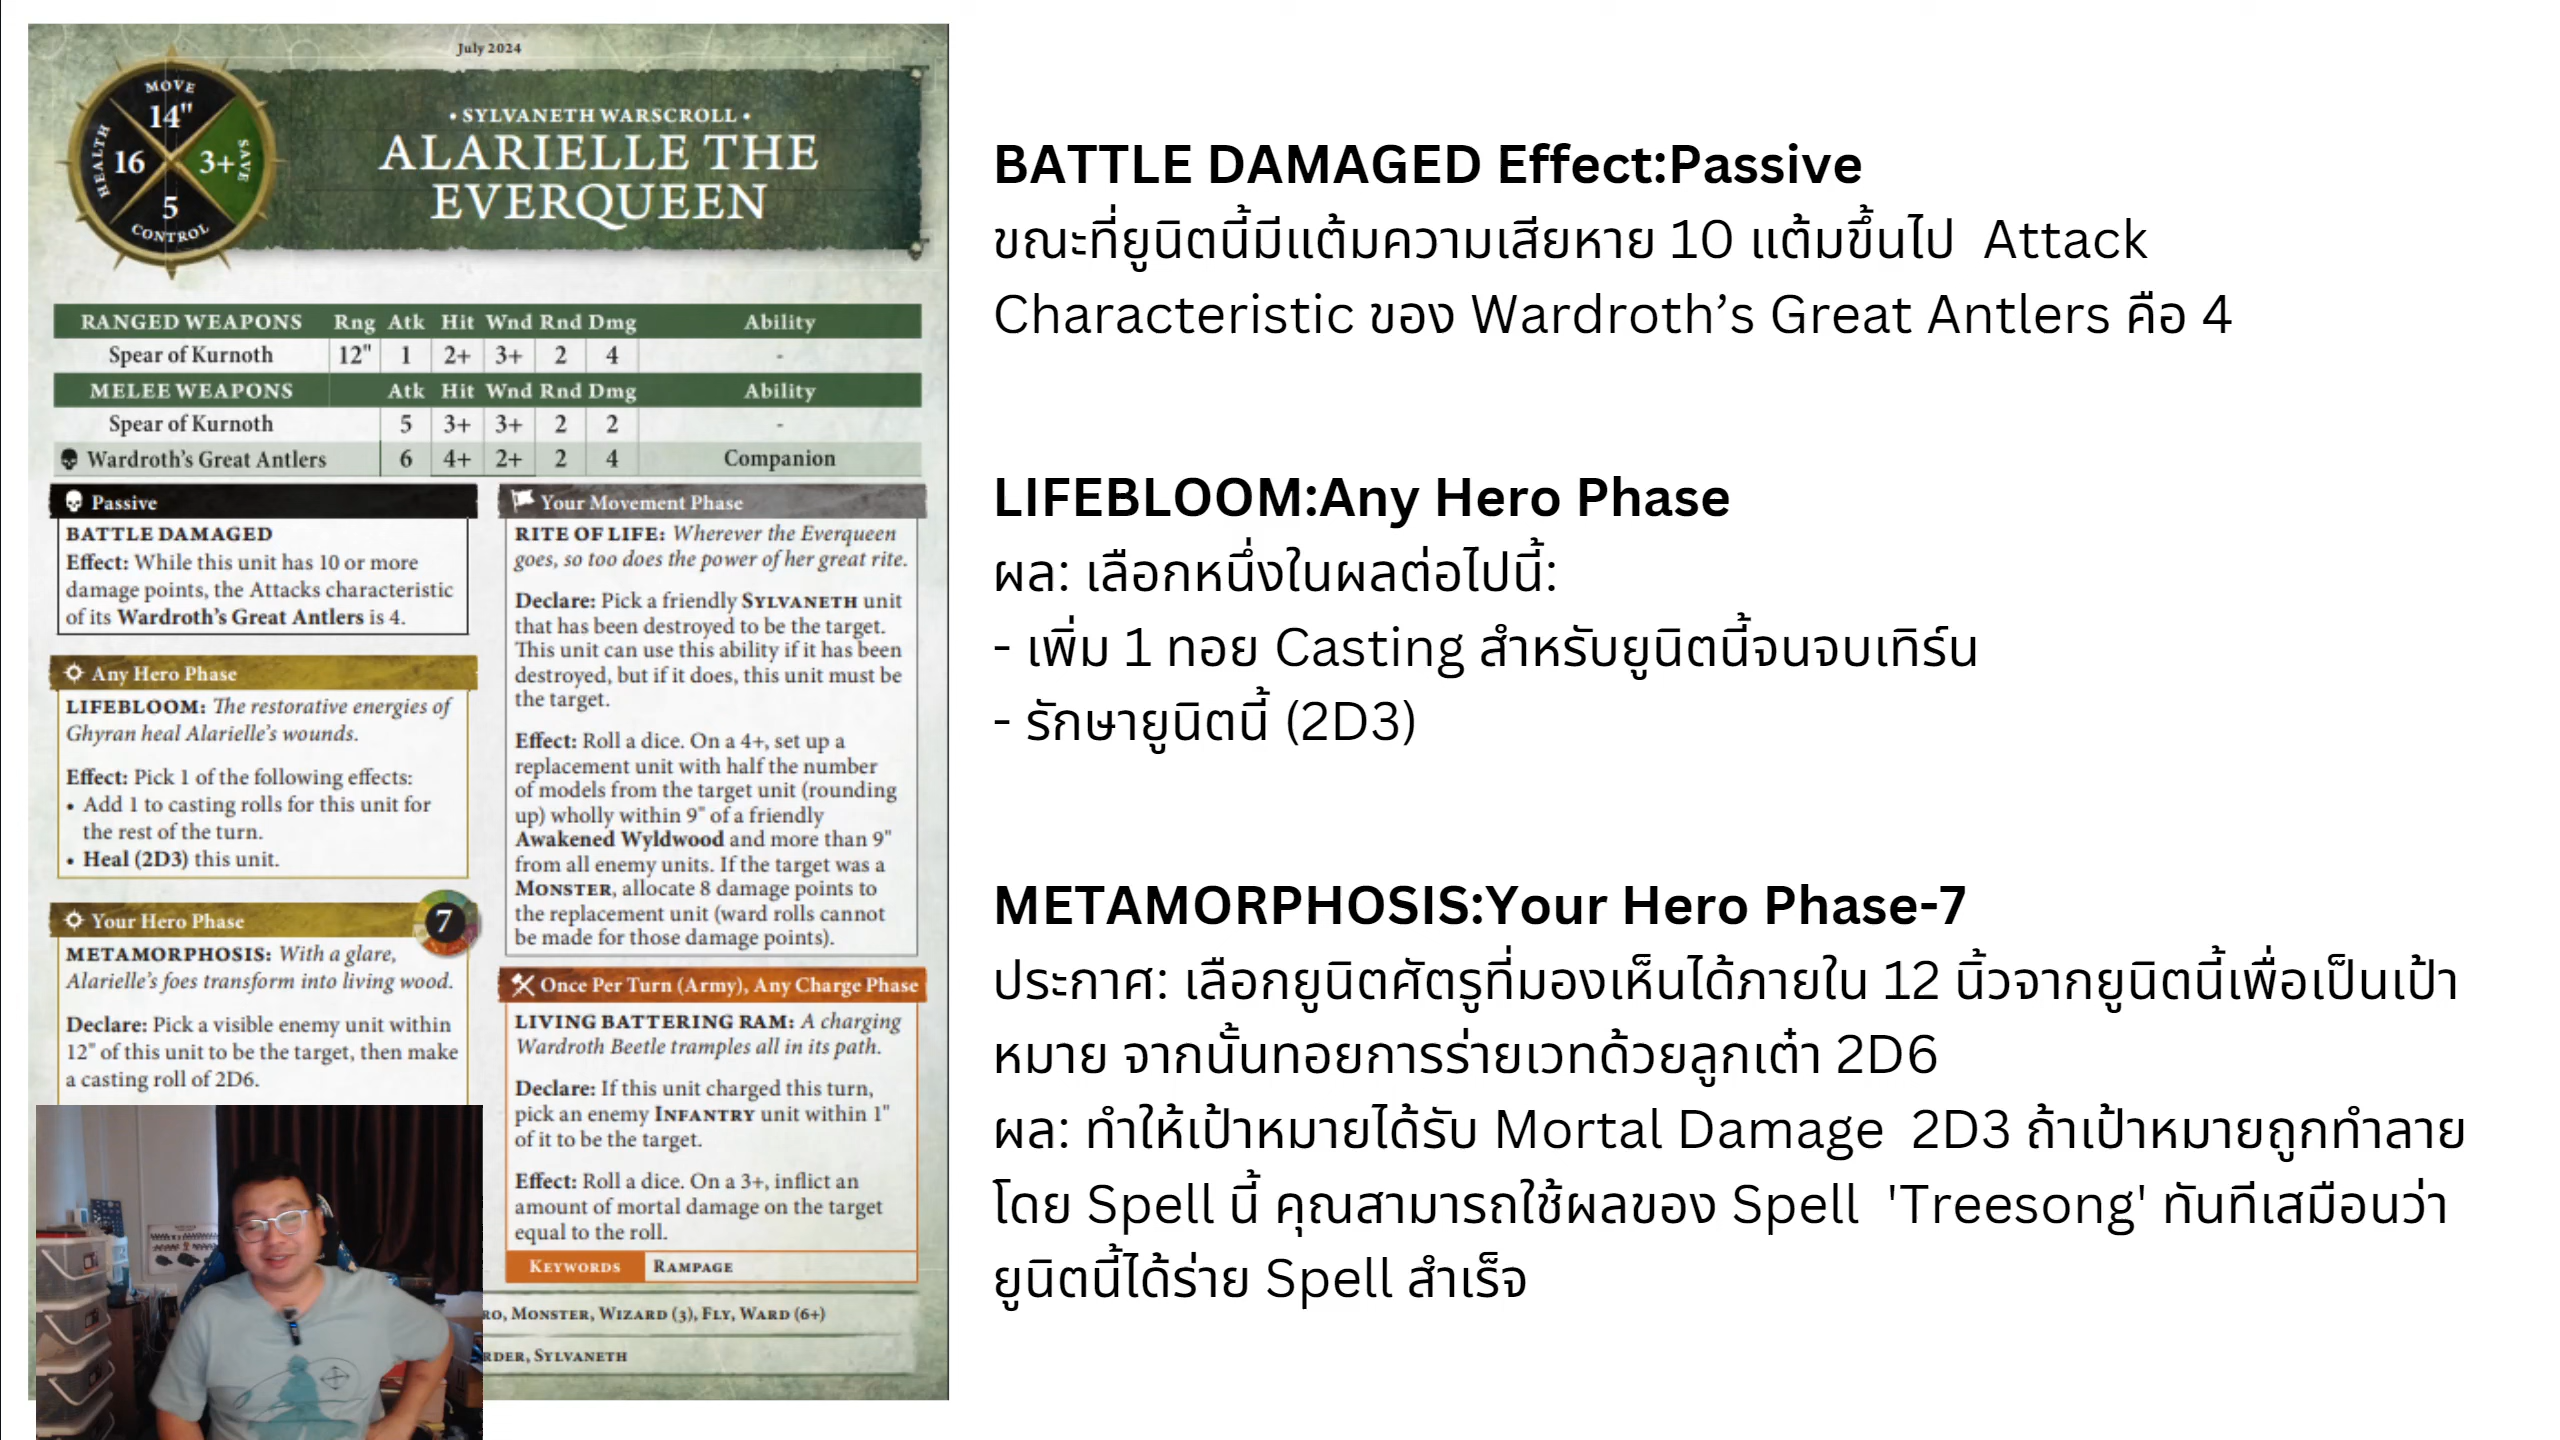 July 2024
MOVE
14"
HEALTH
16
3+
SAVE
5
CONTROL
• SYLVANETH WARSCROLL •
ALARIELLE THE
EVERQUEEN
RANGED WEAPONS Rng Atk Hit Wnd Rnd Dmg Ability
Spear of Kurnoth 12" 1 2+ 3+ 2 4 -
MELEE WEAPONS Atk Hit Wnd Rnd Dmg Ability
Spear of Kurnoth 5 3+ 3+ 2 2 -
Wardroth's Great Antlers 6 4+ 2+ 2 4 Companion
Passive
BATTLE DAMAGED
Effect: While this unit has 10 or more
damage points, the Attacks characteristic
of its Wardroth's Great Antlers is 4.
Any Hero Phase
LIFEBLOOM: The restorative energies of
Ghyran heal Alarielle's wounds.
Effect: Pick 1 of the following effects:
• Add 1 to casting rolls for this unit for
the rest of the turn.
• Heal (2D3) this unit.
Your Hero Phase 7
METAMORPHOSIS: With a glare,
Alarielle's foes transform into living wood.
Declare: Pick a visible enemy unit within
12" of this unit to be the target, then make
a casting roll of 2D6.
Your Movement Phase
RITE OF LIFE: Wherever the Everqueen
goes, so too does the power of her great rite.
Declare: Pick a friendly SYLVANETH unit
that has been destroyed to be the target.
This unit can use this ability if it has been
destroyed, but if it does, this unit must be
the target.
Effect: Roll a dice. On a 4+, set up a
replacement unit with half the number
of models from the target unit (rounding
up) wholly within 9" of a friendly
Awakened Wyldwood and more than 9"
from all enemy units. If the target was a
MONSTER, allocate 8 damage points to
the replacement unit (ward rolls cannot
be made for those damage points).
Once Per Turn (Army), Any Charge Phase
LIVING BATTERING RAM: A charging
Wardroth Beetle tramples all in its path.
Declare: If this unit charged this turn,
pick an enemy INFANTRY unit within 1"
of it to be the target.
Effect: Roll a dice. On a 3+, inflict an
amount of mortal damage on the target
equal to the roll.
KEYWORDS RAMPAGE
RO, MONSTER, WIZARD (3), FLY, WARD (6+)
RDER, SYLVANETH
BATTLE DAMAGED Effect:Passive
ขณะที่ยูนิตนี้มีแต้มความเสียหาย 10 แต้มขึ้นไป Attack
Characteristic ของ Wardroth’s Great Antlers คือ 4
LIFEBLOOM:Any Hero Phase
ผล: เลือกหนึ่งในผลต่อไปนี้:
- เพิ่ม 1 ทอย Casting สำหรับยูนิตนี้จนจบเทิร์น
- รักษายูนิตนี้ (2D3)
METAMORPHOSIS:Your Hero Phase-7
ประกาศ: เลือกยูนิตศัตรูที่มองเห็นได้ภายใน 12 นิ้วจากยูนิตนี้เพื่อเป็นเป้า
หมาย จากนั้นทอยการร่ายเวทด้วยลูกเต๋า 2D6
ผล: ทำให้เป้าหมายได้รับ Mortal Damage 2D3 ถ้าเป้าหมายถูกทำลาย
โดย Spell นี้ คุณสามารถใช้ผลของ Spell 'Treesong' ทันทีเสมือนว่า
ยูนิตนี้ได้ร่าย Spell สำเร็จ